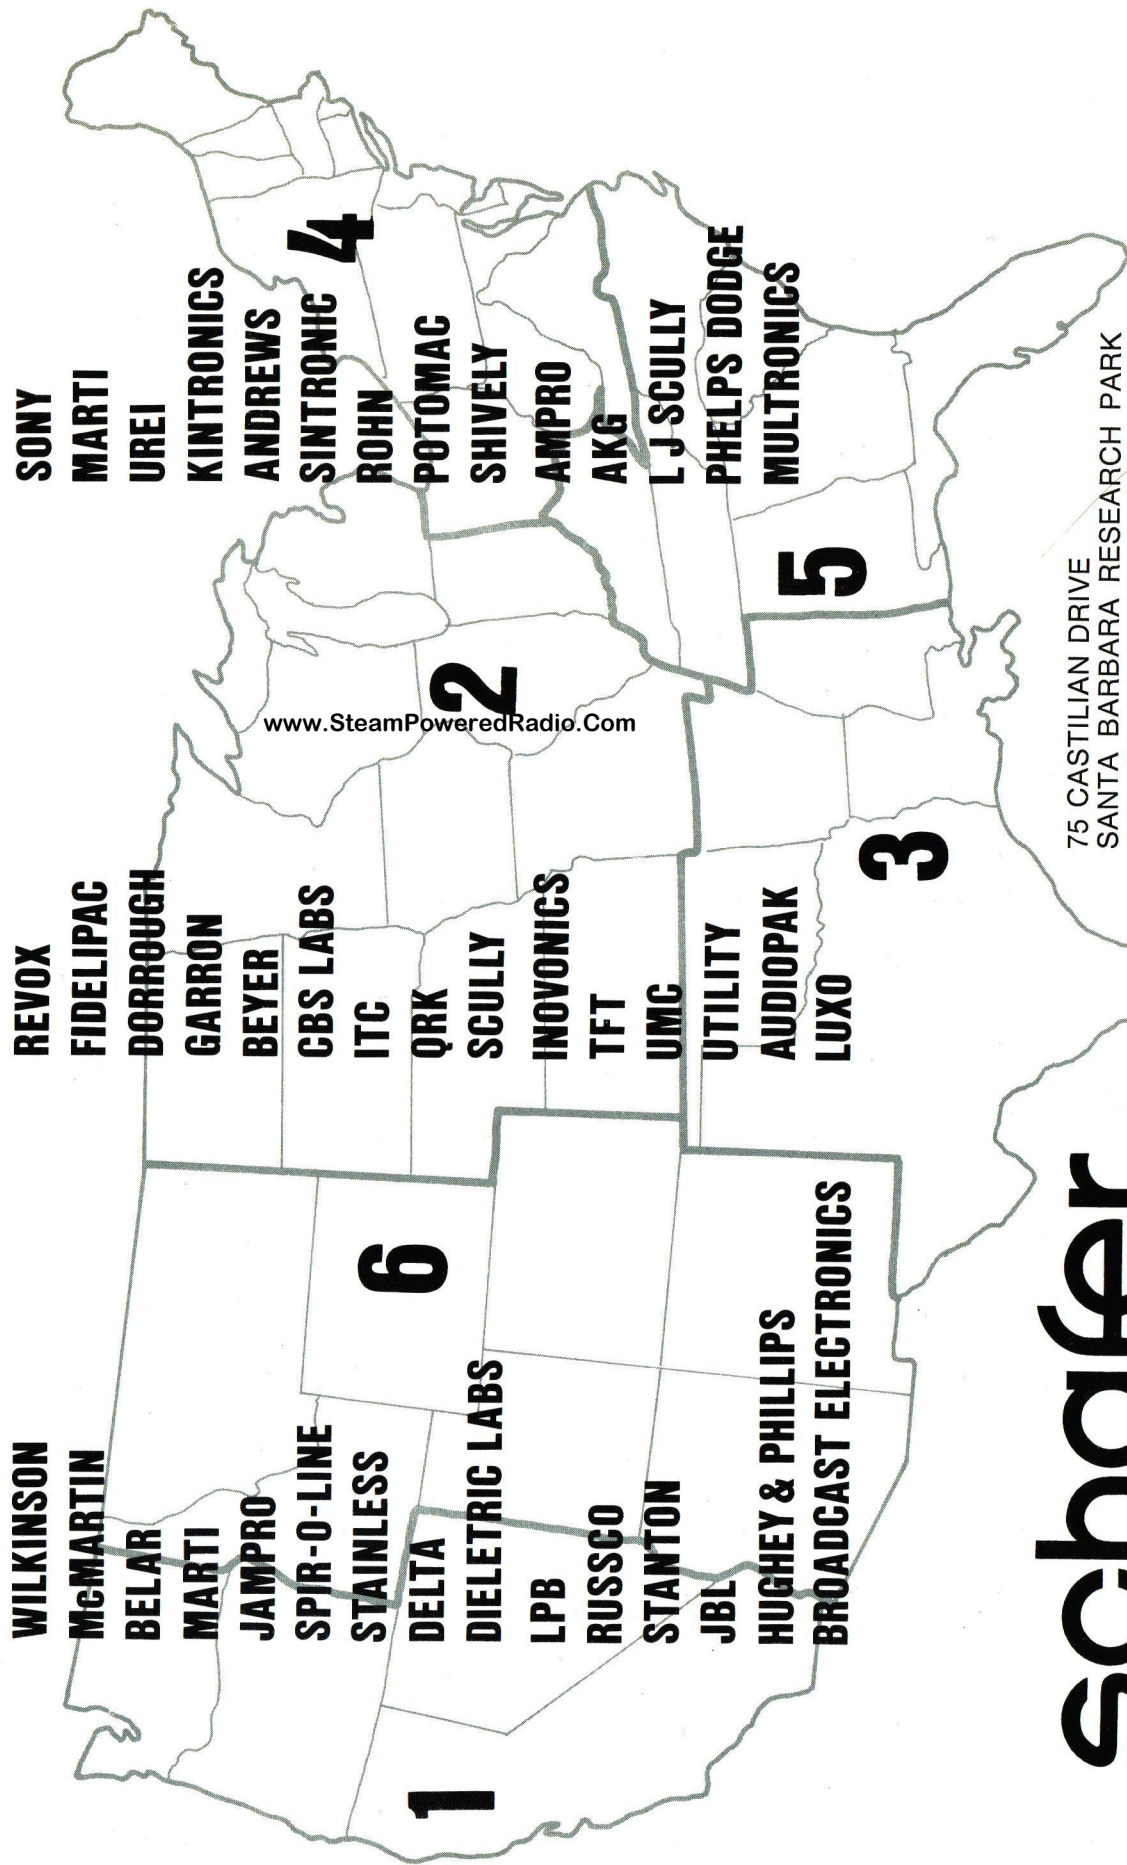 WILKINSON
McMARTIN
BELAR
MARTI
JAMPRO
SPIR-O-LINE
STAINLESS
DELTA
DIELETRIC LABS
LPB
RUSSCO
STANTON
JBL
HUGHEY & PHILLIPS
BROADCAST ELECTRONICS
REVOX
FIDELIPAC
DORROUGH
GARRON
BEYER
CBS LABS
ITC
QRK
SCULLY
INOVONICS
TFT
UMC
UTILITY
AUDIOPAK
LUXO
SONY
MARTI
UREI
KINTRONICS
ANDREWS
SINTRONIC
ROHN
POTOMAC
SHIVELY
AMPRO
AKG
L J SCULLY
PHELPS DODGE
MULTRONICS
1
6
2
3
4
5
www.SteamPoweredRadio.Com
schafer
75 CASTILIAN DRIVE
SANTA BARBARA RESEARCH PARK